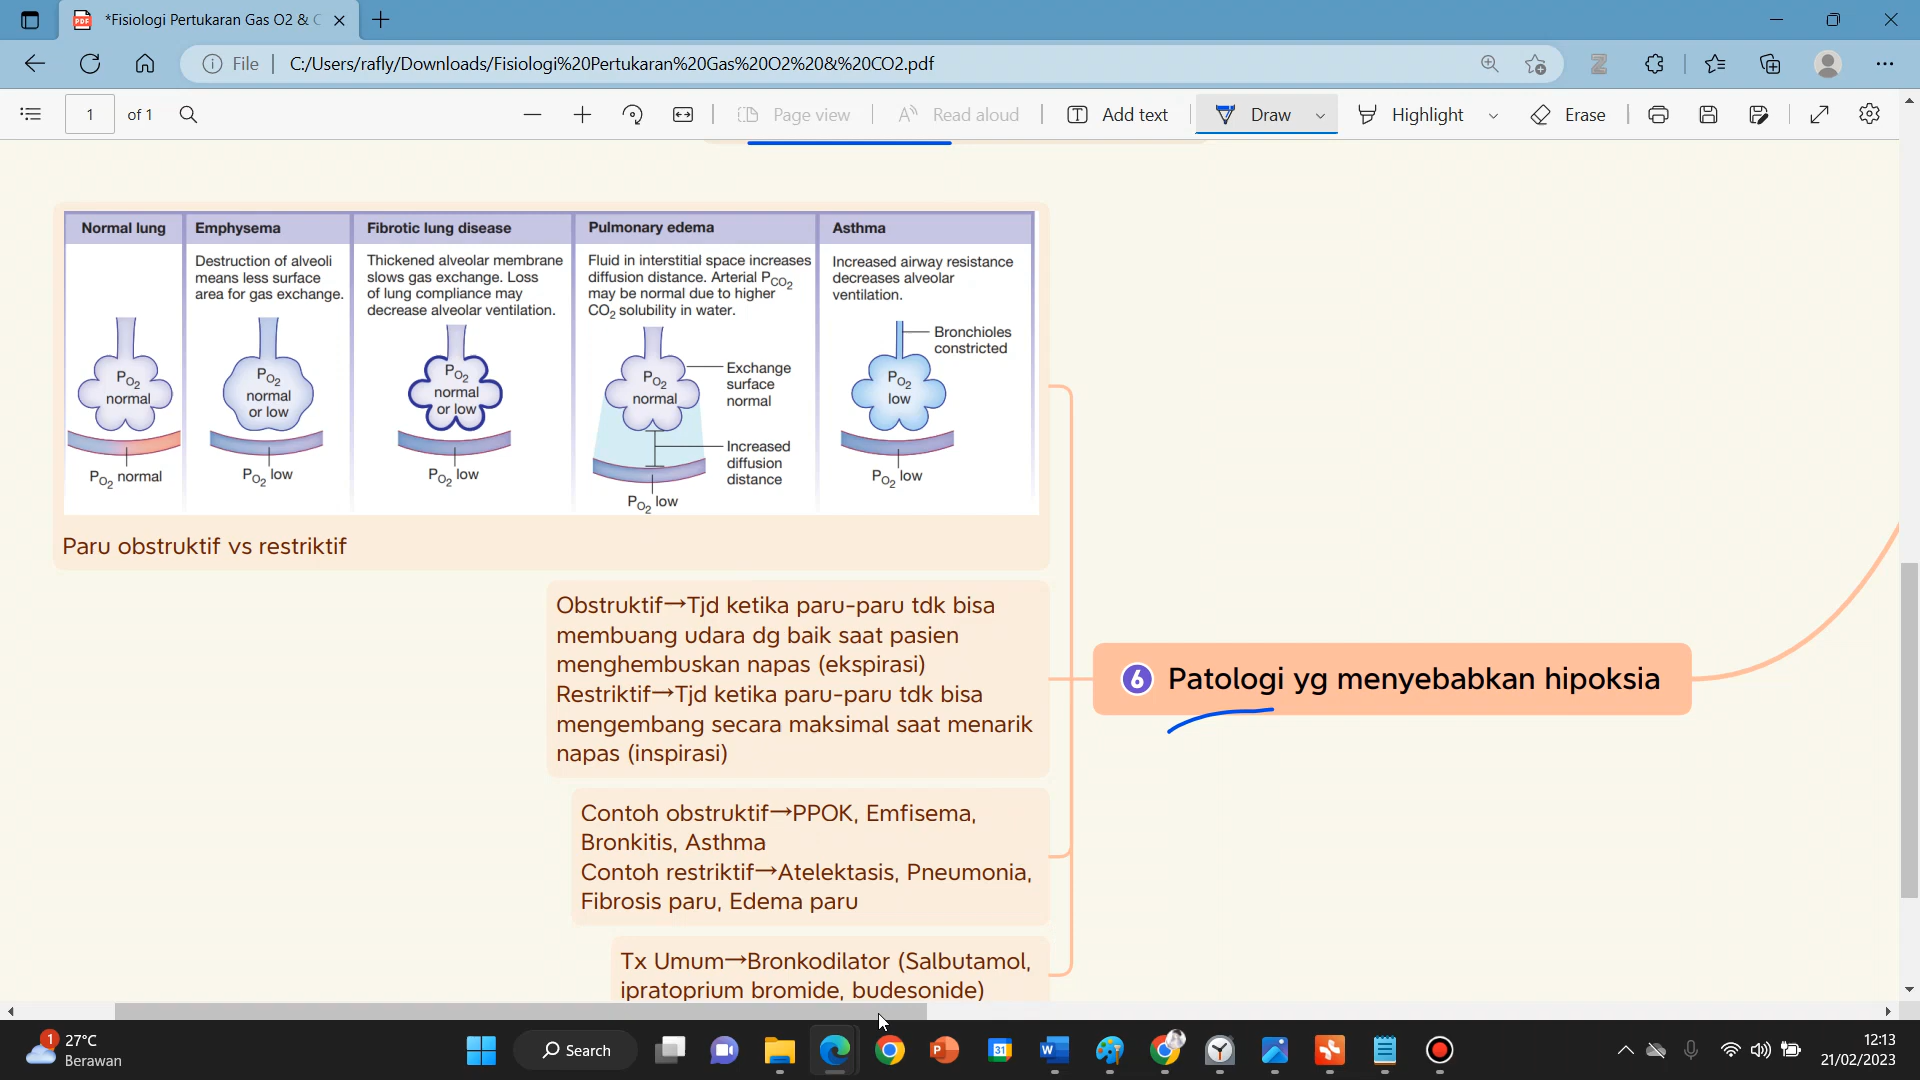 *Fisiologi Pertukaran Gas O2 & C
File
C:/Users/rafly/Downloads/Fisiologi%20Pertukaran%20Gas%20O2%20&%20CO2.pdf
1 of 1
Page view
Read aloud
Add text
Draw
Highlight
Erase
Normal lung
PO2
normal
PO2 normal
Emphysema
Destruction of alveoli
means less surface
area for gas exchange.
PO2
normal
or low
PO2 low
Fibrotic lung disease
Thickened alveolar membrane
slows gas exchange. Loss
of lung compliance may
decrease alveolar ventilation.
PO2
normal
or low
PO2 low
Pulmonary edema
Fluid in interstitial space increases
diffusion distance. Arterial PCO2
may be normal due to higher
CO2 solubility in water.
PO2
normal
Exchange
surface
normal
Increased
diffusion
distance
PO2 low
Asthma
Increased airway resistance
decreases alveolar
ventilation.
Bronchioles
constricted
PO2
low
PO2 low
Paru obstruktif vs restriktif
Obstruktif→Tjd ketika paru-paru tdk bisa
membuang udara dg baik saat pasien
menghembuskan napas (ekspirasi)
Restriktif→Tjd ketika paru-paru tdk bisa
mengembang secara maksimal saat menarik
napas (inspirasi)
6 Patologi yg menyebabkan hipoksia
Contoh obstruktif→PPOK, Emfisema,
Bronkitis, Asthma
Contoh restriktif→Atelektasis, Pneumonia,
Fibrosis paru, Edema paru
Tx Umum→Bronkodilator (Salbutamol,
ipratoprium bromide, budesonide)
1
27°C
Berawan
Search
31
12:13
21/02/2023